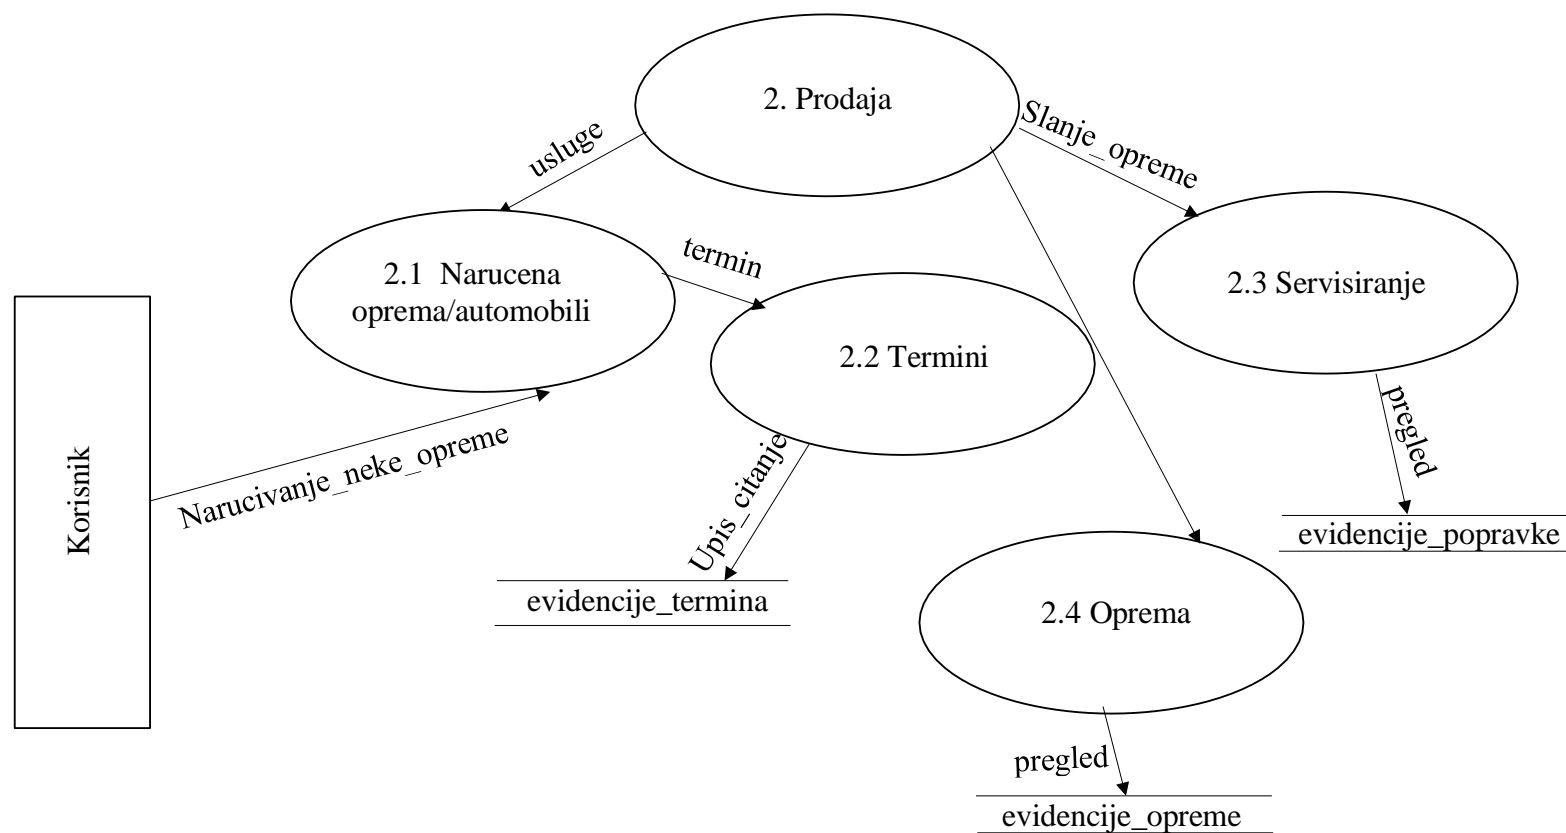 2. Prodaja
usluge
Slanje_opreme
2.1 Narucena
oprema/automobili
termin
2.3 Servisiranje
2.2 Termini
Korisnik
Narucivanje_neke_opreme
Upis_citanje
pregled
evidencije_popravke
evidencije_termina
2.4 Oprema
pregled
evidencije_opreme